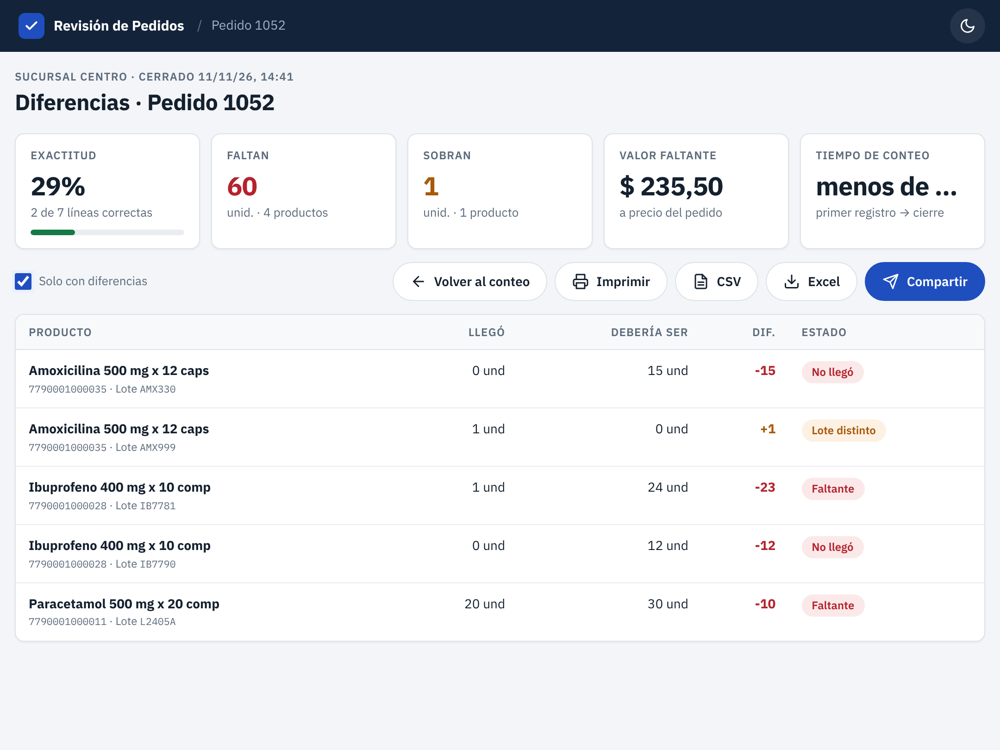 Revisión de Pedidos / Pedido 1052
SUCURSAL CENTRO · CERRADO 11/11/26, 14:41
Diferencias · Pedido 1052
EXACTITUD
29%
2 de 7 líneas correctas
FALTAN
60
unid. · 4 productos
SOBRAN
1
unid. · 1 producto
VALOR FALTANTE
$ 235,50
a precio del pedido
TIEMPO DE CONTEO
menos de ...
primer registro → cierre
Solo con diferencias
Volver al conteo
Imprimir
CSV
Excel
Compartir
PRODUCTO LLEGÓ DEBERÍA SER DIF. ESTADO
Amoxicilina 500 mg x 12 caps 0 und 15 und -15 No llegó
7790001000035 · Lote AMX330
Amoxicilina 500 mg x 12 caps 1 und 0 und +1 Lote distinto
7790001000035 · Lote AMX999
Ibuprofeno 400 mg x 10 comp 1 und 24 und -23 Faltante
7790001000028 · Lote IB7781
Ibuprofeno 400 mg x 10 comp 0 und 12 und -12 No llegó
7790001000028 · Lote IB7790
Paracetamol 500 mg x 20 comp 20 und 30 und -10 Faltante
7790001000011 · Lote L2405A